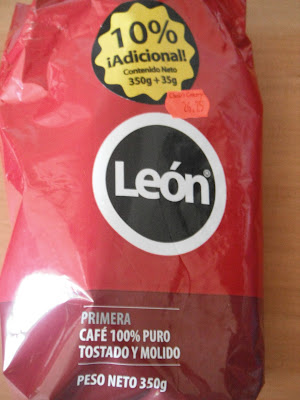 10%
¡Adicional!
Contenido Neto
350g + 35g
León®
PRIMERA
CAFÉ 100% PURO
TOSTADO Y MOLIDO
PESO NETO 350g